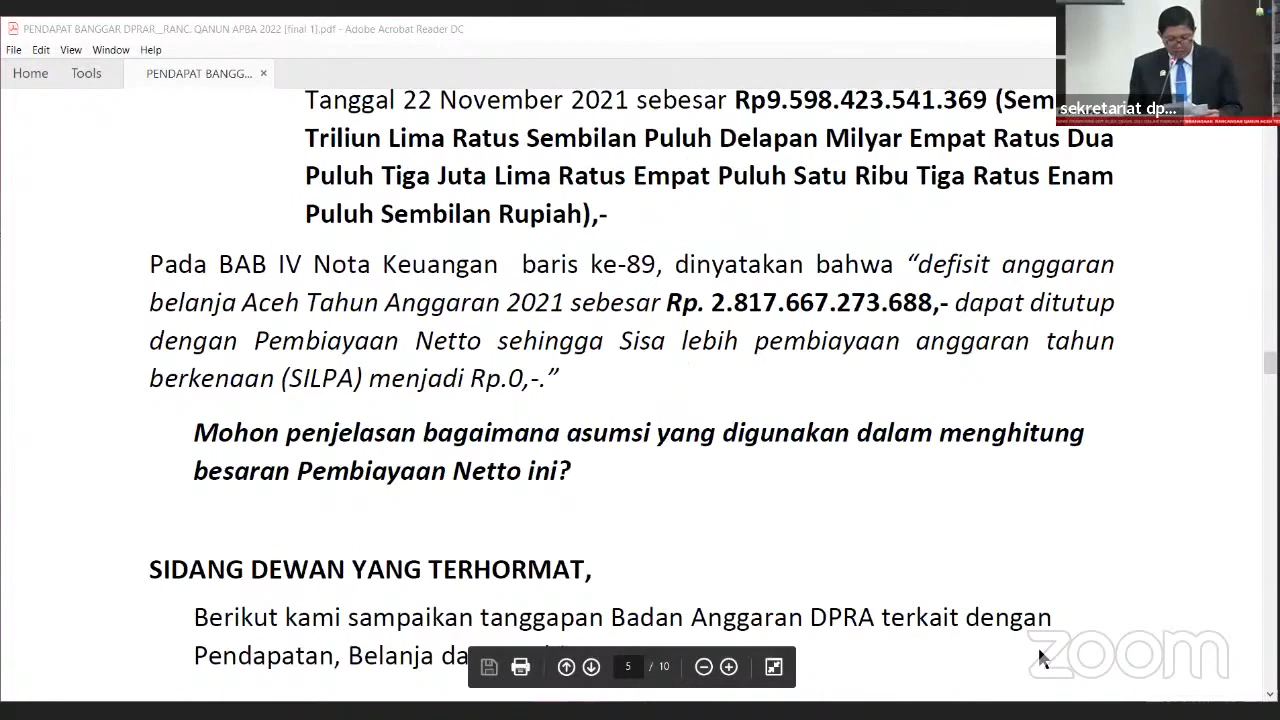 PENDAPAT BANGGAR DPRAR__RANC. QANUN APBA 2022 [final 1].pdf - Adobe Acrobat Reader DC
File Edit View Window Help
Home Tools PENDAPAT BANGG... ×
sekretariat dp...
Tanggal 22 November 2021 sebesar Rp9.598.423.541.369 (Sem
Triliun Lima Ratus Sembilan Puluh Delapan Milyar Empat Ratus Dua
Puluh Tiga Juta Lima Ratus Empat Puluh Satu Ribu Tiga Ratus Enam
Puluh Sembilan Rupiah),-
Pada BAB IV Nota Keuangan baris ke-89, dinyatakan bahwa “defisit anggaran
belanja Aceh Tahun Anggaran 2021 sebesar Rp. 2.817.667.273.688,- dapat ditutup
dengan Pembiayaan Netto sehingga Sisa lebih pembiayaan anggaran tahun
berkenaan (SILPA) menjadi Rp.0,-.”
Mohon penjelasan bagaimana asumsi yang digunakan dalam menghitung
besaran Pembiayaan Netto ini?
SIDANG DEWAN YANG TERHORMAT,
Berikut kami sampaikan tanggapan Badan Anggaran DPRA terkait dengan
Pendapatan, Belanja da
5 / 10
zoom